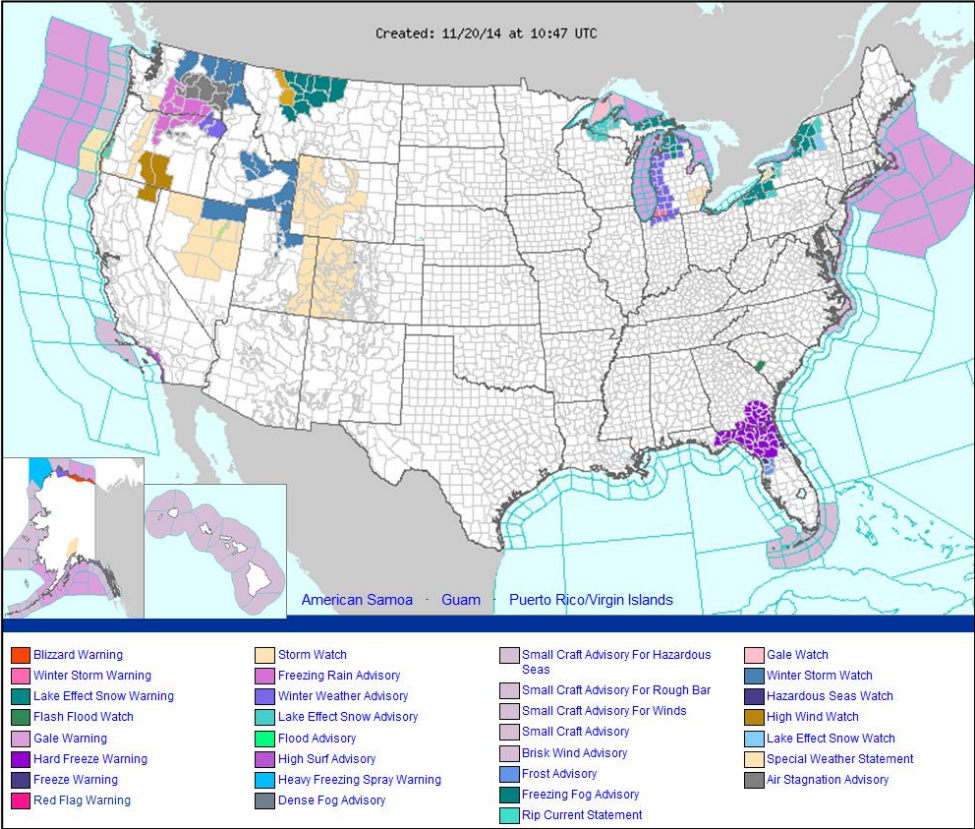 Created: 11/20/14 at 10:47 UTC
American Samoa · Guam · Puerto Rico/Virgin Islands
Blizzard Warning
Winter Storm Warning
Lake Effect Snow Warning
Flash Flood Watch
Gale Warning
Hard Freeze Warning
Freeze Warning
Red Flag Warning
Storm Watch
Freezing Rain Advisory
Winter Weather Advisory
Lake Effect Snow Advisory
Flood Advisory
High Surf Advisory
Heavy Freezing Spray Warning
Dense Fog Advisory
Small Craft Advisory For Hazardous
Seas
Small Craft Advisory For Rough Bar
Small Craft Advisory For Winds
Small Craft Advisory
Brisk Wind Advisory
Frost Advisory
Freezing Fog Advisory
Rip Current Statement
Gale Watch
Winter Storm Watch
Hazardous Seas Watch
High Wind Watch
Lake Effect Snow Watch
Special Weather Statement
Air Stagnation Advisory